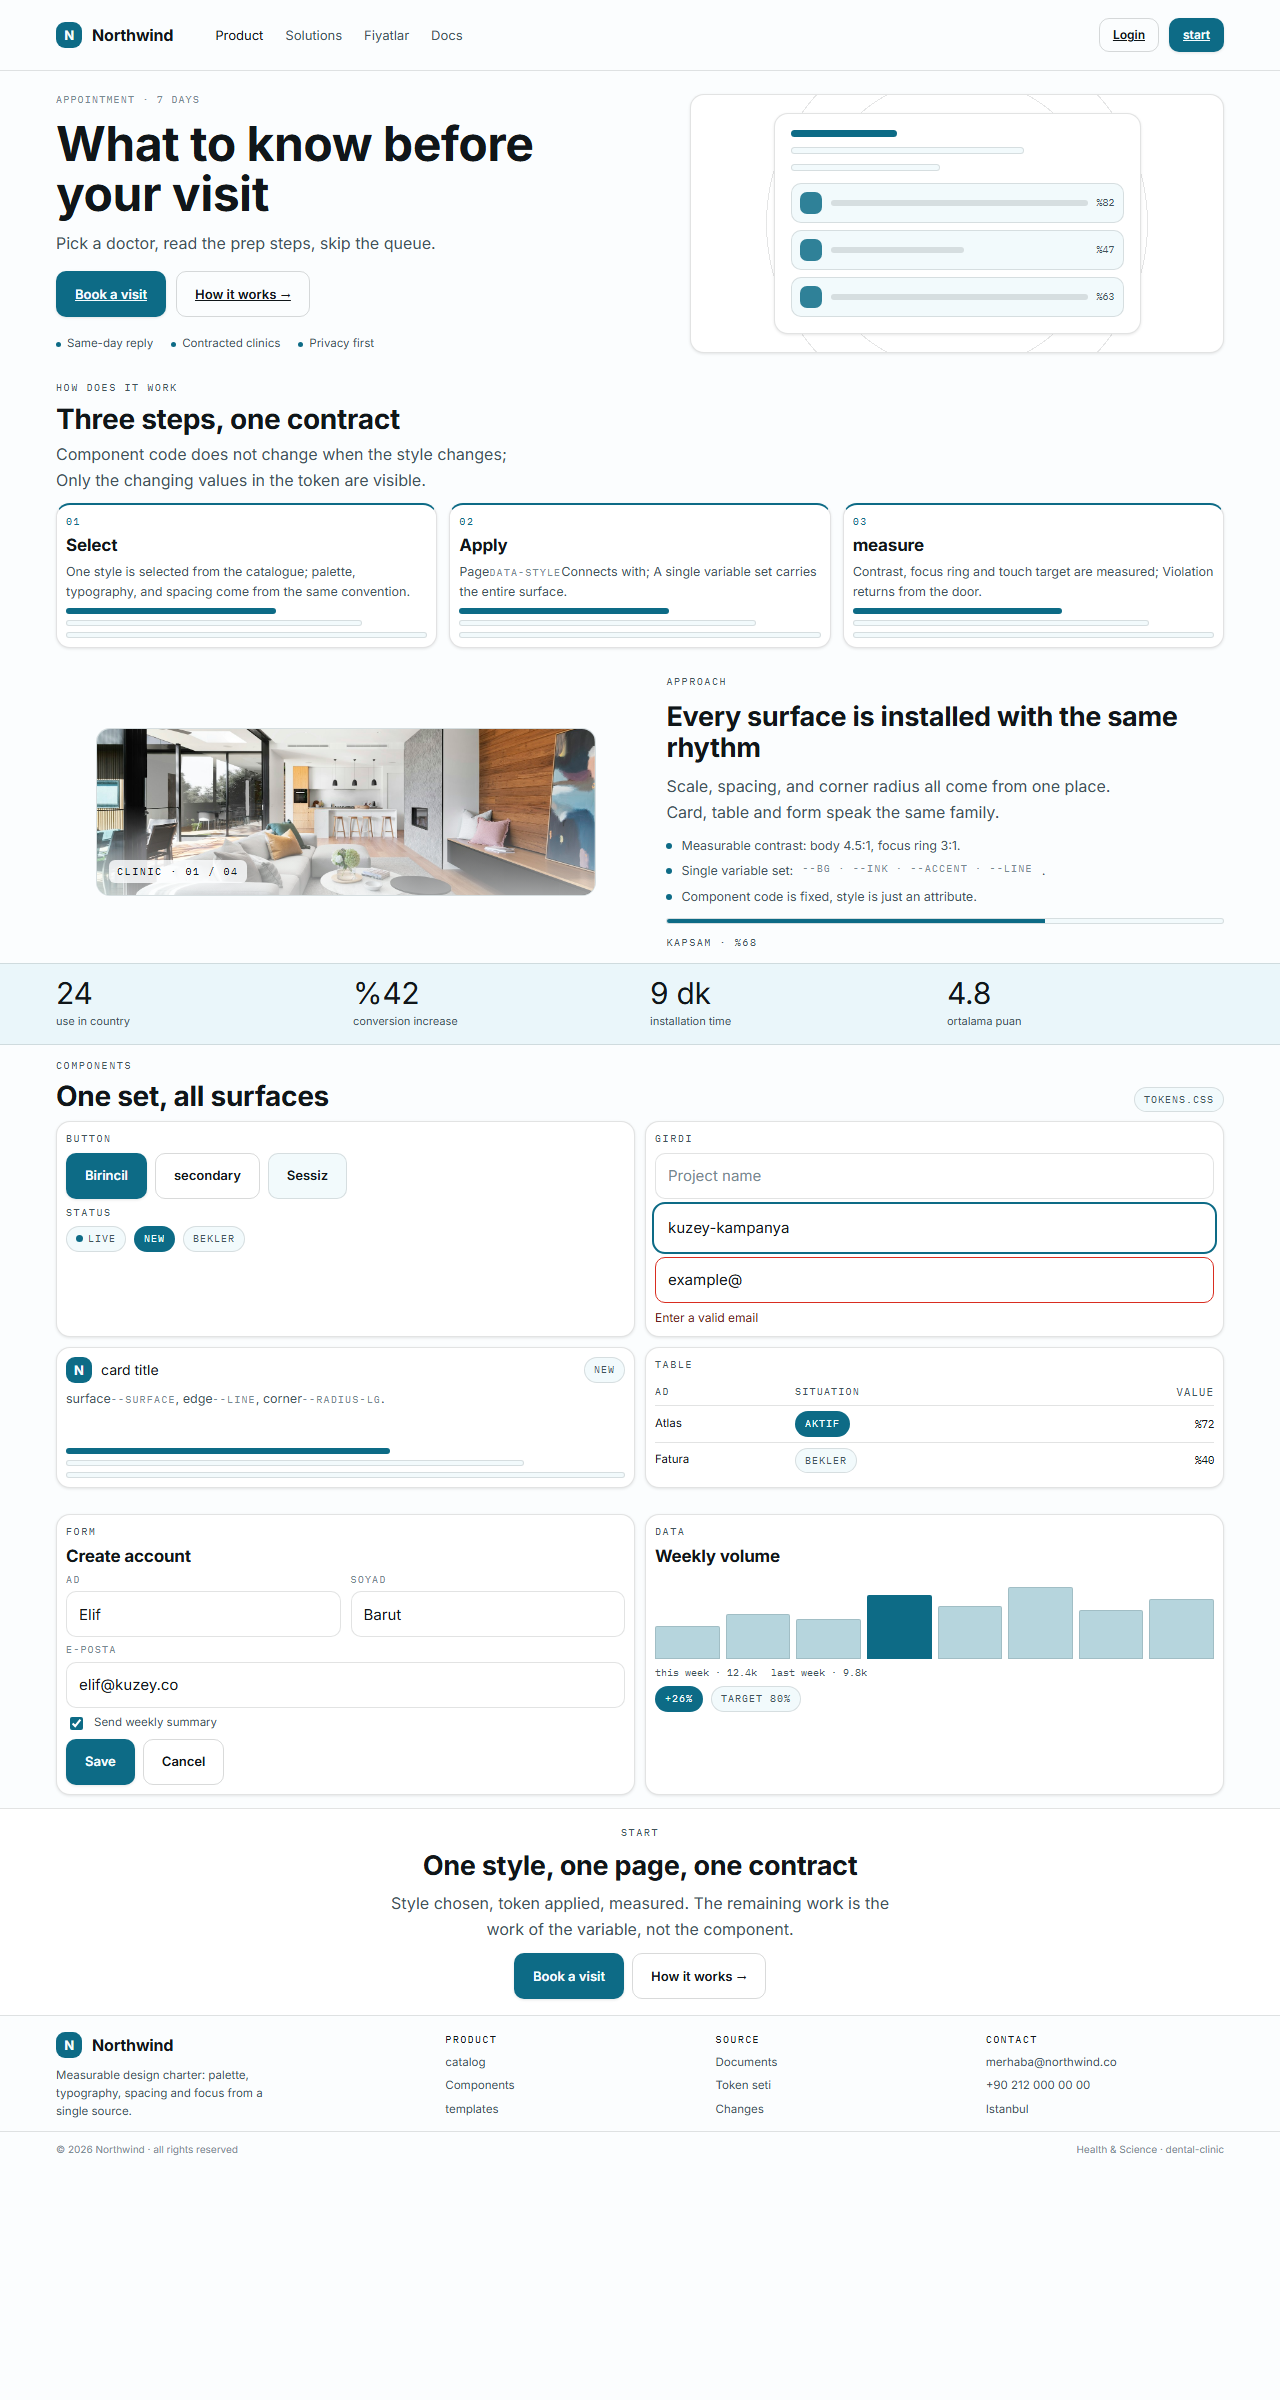 N Northwind Product Solutions Fiyatlar Docs Login start
APPOINTMENT · 7 DAYS
What to know before
your visit
Pick a doctor, read the prep steps, skip the queue.
Book a visit How it works →
Same-day reply Contracted clinics Privacy first
%82
%47
%63
HOW DOES IT WORK
Three steps, one contract
Component code does not change when the style changes;
Only the changing values in the token are visible.
01
Select
One style is selected from the catalogue; palette,
typography, and spacing come from the same convention.
02
Apply
PageDATA-STYLEConnects with; A single variable set carries
the entire surface.
03
measure
Contrast, focus ring and touch target are measured; Violation
returns from the door.
CLINIC · 01 / 04
APPROACH
Every surface is installed with the same
rhythm
Scale, spacing, and corner radius all come from one place.
Card, table and form speak the same family.
Measurable contrast: body 4.5:1, focus ring 3:1.
Single variable set: --BG · --INK · --ACCENT · --LINE .
Component code is fixed, style is just an attribute.
KAPSAM · %68
24
use in country
%42
conversion increase
9 dk
installation time
4.8
ortalama puan
COMPONENTS
One set, all surfaces
TOKENS.CSS
BUTTON
Birincil secondary Sessiz
STATUS
LIVE NEW BEKLER
GIRDI
Project name
kuzey-kampanya
example@
Enter a valid email
N card title NEW
surface--SURFACE, edge--LINE, corner--RADIUS-LG.
TABLE
AD SITUATION VALUE
Atlas AKTIF %72
Fatura BEKLER %40
FORM
Create account
AD SOYAD
Elif Barut
E-POSTA
elif@kuzey.co
Send weekly summary
Save Cancel
DATA
Weekly volume
this week · 12.4k last week · 9.8k
+26% TARGET 80%
START
One style, one page, one contract
Style chosen, token applied, measured. The remaining work is the
work of the variable, not the component.
Book a visit How it works →
N Northwind
Measurable design charter: palette,
typography, spacing and focus from a
single source.
PRODUCT
catalog
Components
templates
SOURCE
Documents
Token seti
Changes
CONTACT
merhaba@northwind.co
+90 212 000 00 00
Istanbul
© 2026 Northwind · all rights reserved
Health & Science · dental-clinic